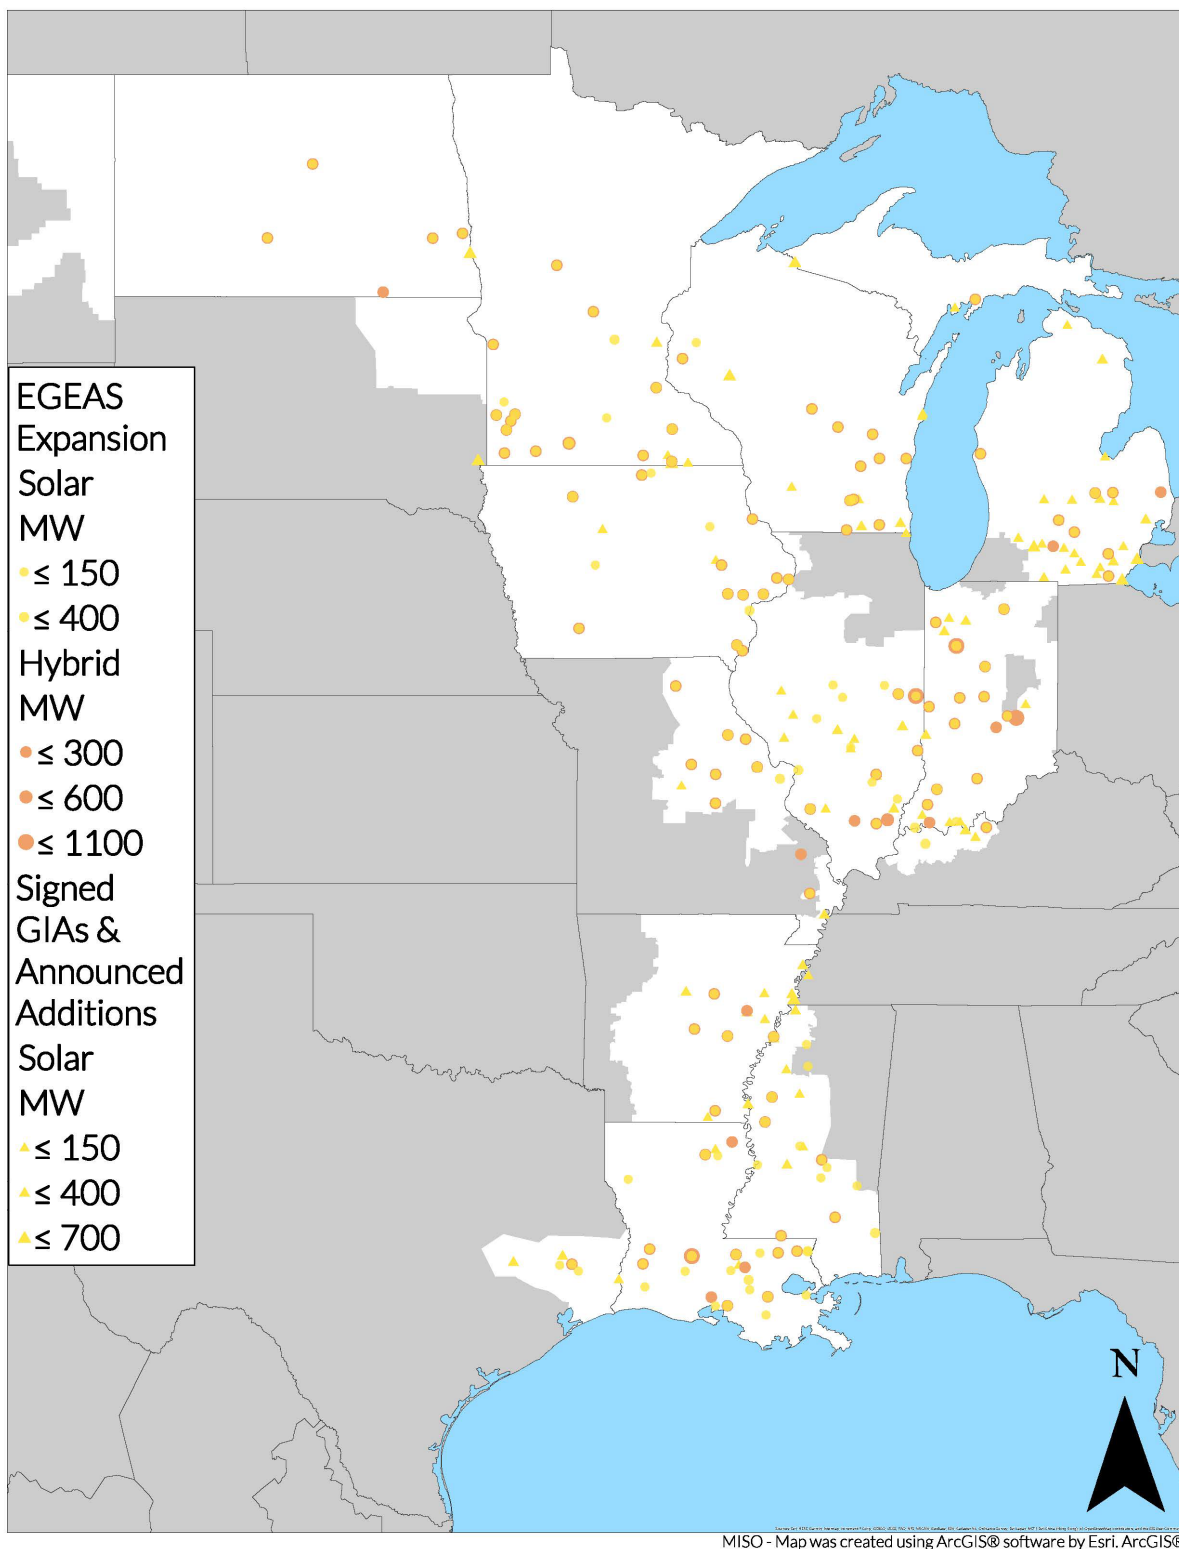 EGEAS
Expansion
Solar
MW
≤ 150
≤ 400
Hybrid
MW
≤ 300
≤ 600
≤ 1100
Signed
GIAs &
Announced
Additions
Solar
MW
≤ 150
≤ 400
≤ 700
N
MISO - Map was created using ArcGIS® software by Esri. ArcGIS®